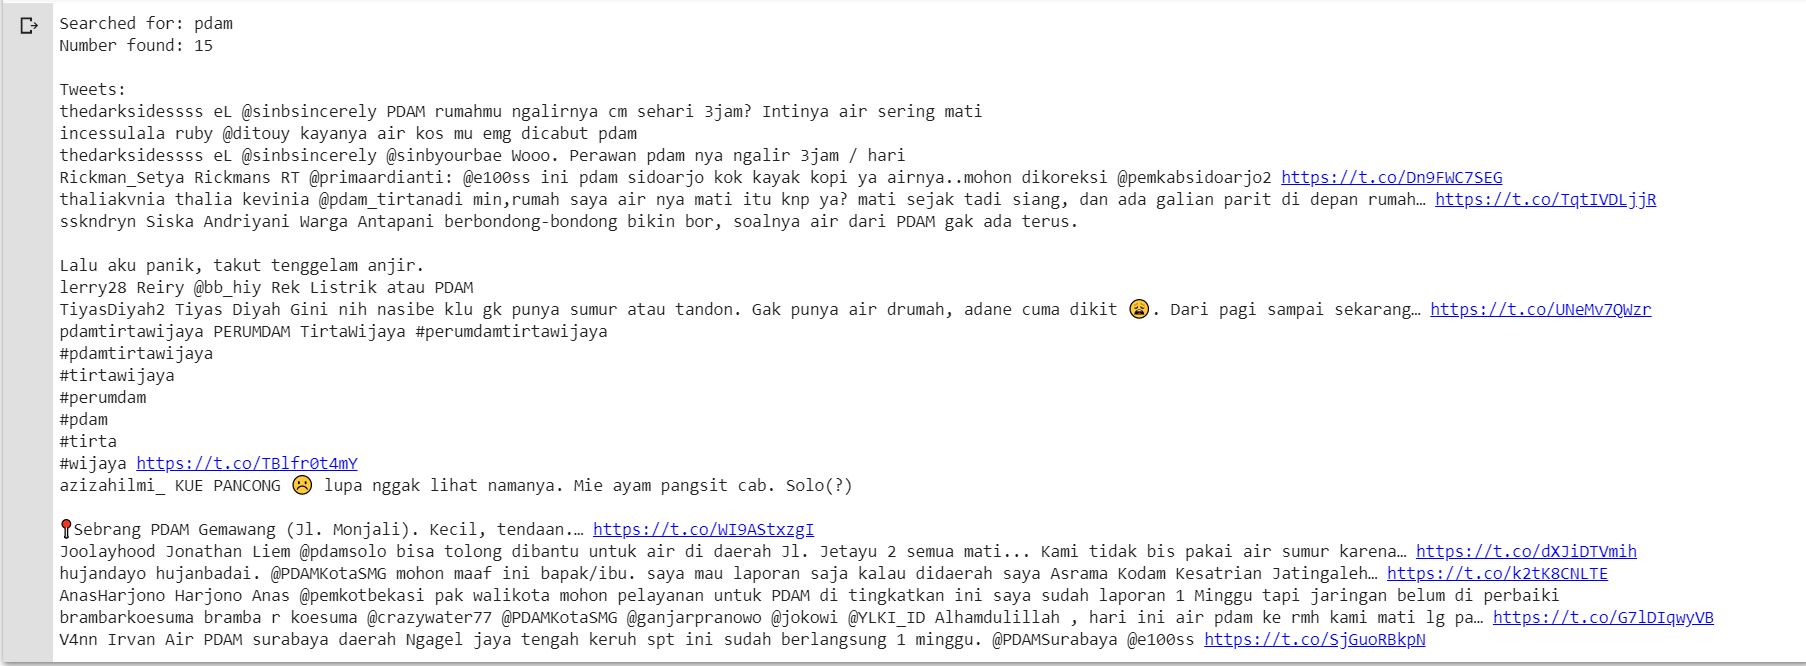 Searched for: pdam
Number found: 15
Tweets:
thedarksidessss eL @sinbsincerely PDAM rumahmu ngalirnya cm sehari 3jam? Intinya air sering mati
incessulala ruby @ditouy kayanya air kos mu emg dicabut pdam
thedarksidessss eL @sinbsincerely @sinbyourbae Wooo. Perawan pdam nya ngalir 3jam / hari
Rickman_Setya Rickmans RT @primaardianti: @e100ss ini pdam sidoarjo kok kayak kopi ya airnya..mohon dikoreksi @pemkabsidoarjo2 https://t.co/Dn9FWC7SEG
thaliakvnia thalia kevinia @pdam_tirtanadi min,rumah saya air nya mati itu knp ya? mati sejak tadi siang, dan ada galian parit di depan rumah… https://t.co/TqtIVDLjjR
sskndryn Siska Andriyani Warga Antapani berbondong-bondong bikin bor, soalnya air dari PDAM gak ada terus.
Lalu aku panik, takut tenggelam anjir.
lerry28 Reiry @bb_hiy Rek Listrik atau PDAM
TiyasDiyah2 Tiyas Diyah Gini nih nasibe klu gk punya sumur atau tandon. Gak punya air drumah, adane cuma dikit 😩. Dari pagi sampai sekarang… https://t.co/UNeMv7QWzr
pdamtirtawijaya PERUMDAM TirtaWijaya #perumdamtirtawijaya
#pdamtirtawijaya
#tirtawijaya
#perumdam
#pdam
#tirta
#wijaya https://t.co/TBlfr0t4mY
azizahilmi_ KUE PANCONG ☹ lupa nggak lihat namanya. Mie ayam pangsit cab. Solo(?)
📍Sebrang PDAM Gemawang (Jl. Monjali). Kecil, tendaan.… https://t.co/WI9AStxzgI
Joolayhood Jonathan Liem @pdamsolo bisa tolong dibantu untuk air di daerah Jl. Jetayu 2 semua mati... Kami tidak bis pakai air sumur karena… https://t.co/dXJiDTVmih
hujandayo hujanbadai. @PDAMKotaSMG mohon maaf ini bapak/ibu. saya mau laporan saja kalau didaerah saya Asrama Kodam Kesatrian Jatingaleh… https://t.co/k2tK8CNLTE
AnasHarjono Harjono Anas @pemkotbekasi pak walikota mohon pelayanan untuk PDAM di tingkatkan ini saya sudah laporan 1 Minggu tapi jaringan belum di perbaiki
brambarkoesuma bramba r koesuma @crazywater77 @PDAMKotaSMG @ganjarpranowo @jokowi @YLKI_ID Alhamdulillah , hari ini air pdam ke rmh kami mati lg pa… https://t.co/G7lDIqwyVB
V4nn Irvan Air PDAM surabaya daerah Ngagel jaya tengah keruh spt ini sudah berlangsung 1 minggu. @PDAMSurabaya @e100ss https://t.co/SjGuoRBkpN